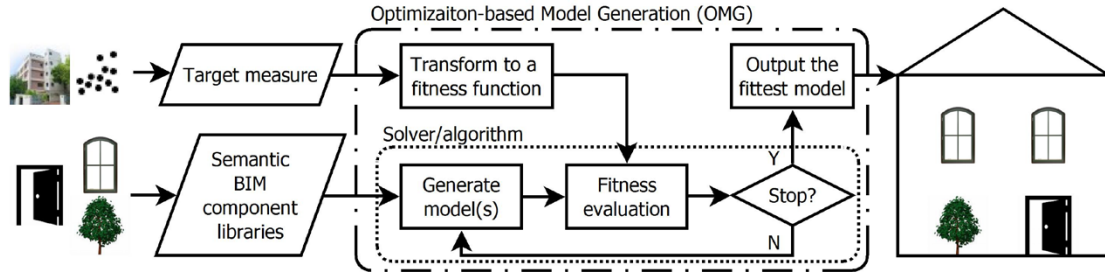 Optimizaiton-based Model Generation (OMG)
Target measure
Transform to a
fitness function
Output the
fittest model
Solver/algorithm
Semantic
BIM
component
libraries
Generate
model(s)
Fitness
evaluation
Stop?
Y
N